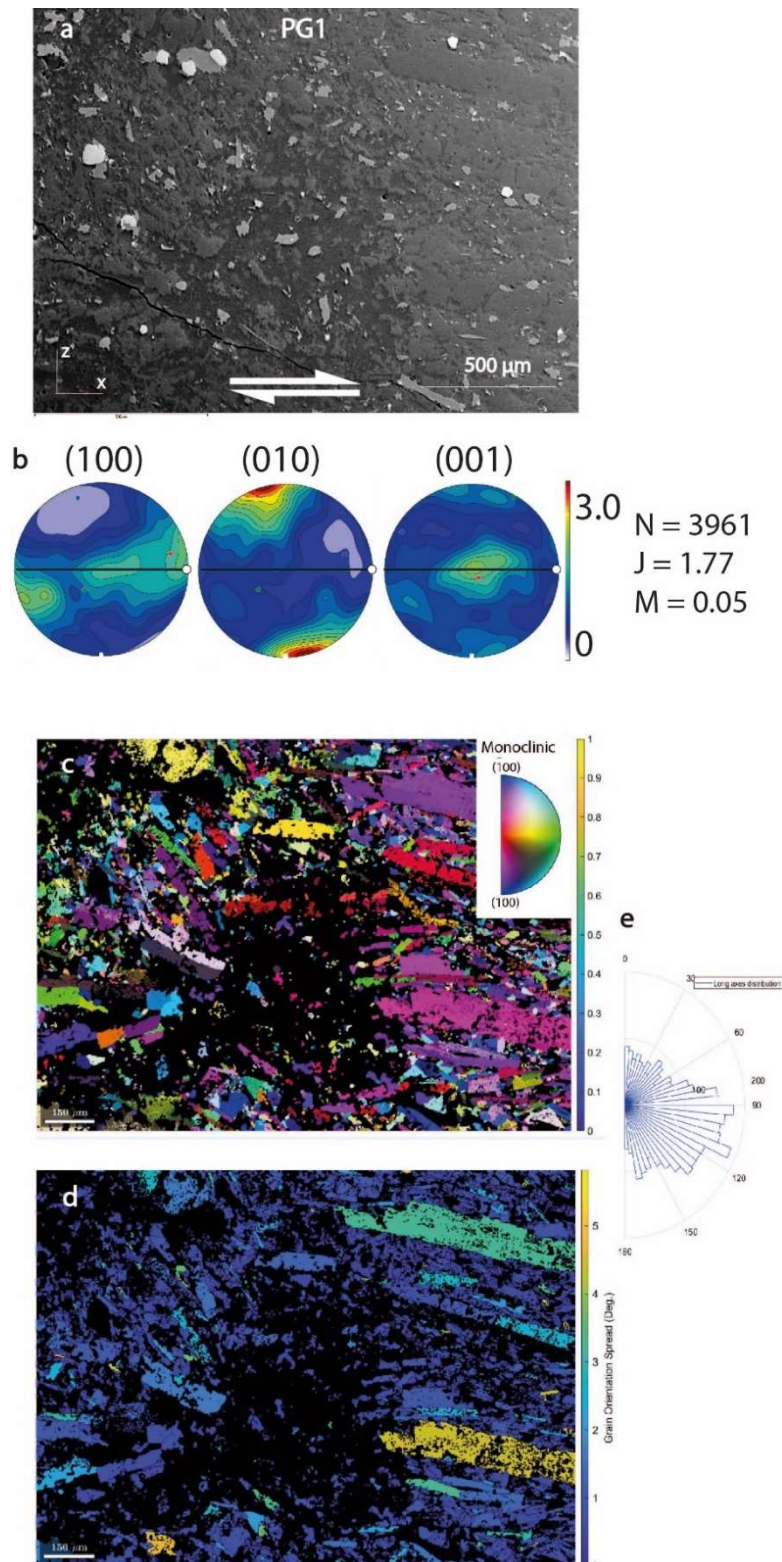 a PG1
z
x
500 µm
b (100) (010) (001)
3.0
0
N = 3961
J = 1.77
M = 0.05
c
Monoclinic
(100)
(100)
1
0.9
0.8
0.7
0.6
0.5
0.4
0.3
0.2
0.1
0
150 µm
e
0
30
Long axes distribution
60
100
200
90
120
150
180
d
5
4
3
2
1
Grain Orientation Spread (Deg.)
150 µm